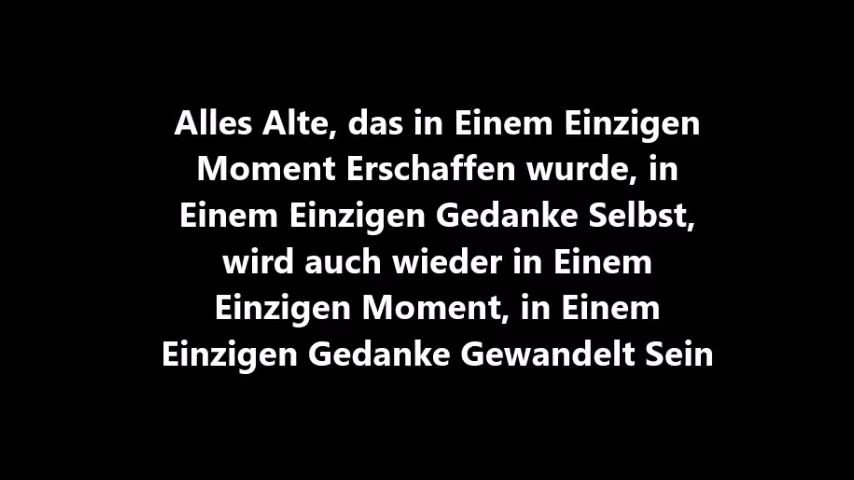 Alles Alte, das in Einem Einzigen
Moment Erschaffen wurde, in
Einem Einzigen Gedanke Selbst,
wird auch wieder in Einem
Einzigen Moment, in Einem
Einzigen Gedanke Gewandelt Sein